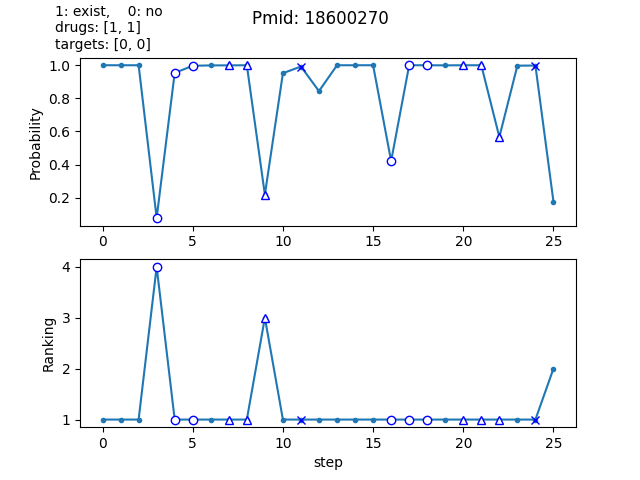 1: exist,    0: no
drugs: [1, 1]
targets: [0, 0]
Pmid: 18600270
1.0
0.8
0.6
0.4
0.2
Probability
0 5 10 15 20 25
4
3
2
1
Ranking
0 5 10 15 20 25
step